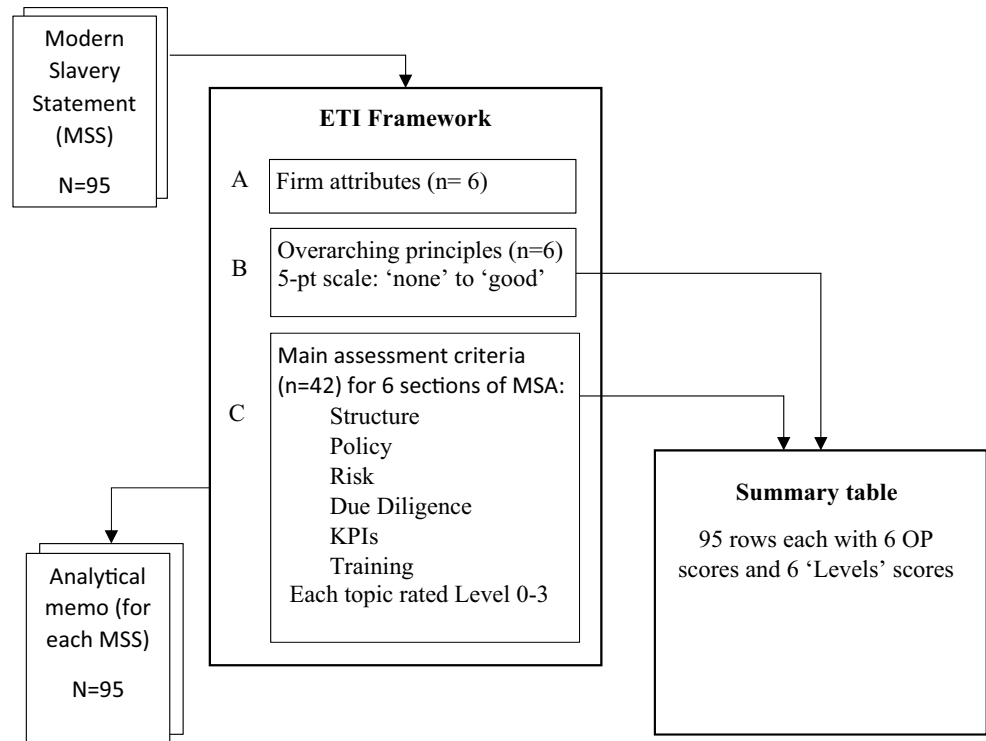 Modern
Slavery
Statement
(MSS)
N=95
ETI Framework
A
Firm attributes (n= 6)
B
Overarching principles (n=6)
5-pt scale: ‘none’ to ‘good’
C
Main assessment criteria
(n=42) for 6 sections of MSA:
Structure
Policy
Risk
Due Diligence
KPIs
Training
Each topic rated Level 0-3
Analytical
memo (for
each MSS)
N=95
Summary table
95 rows each with 6 OP
scores and 6 ‘Levels’ scores